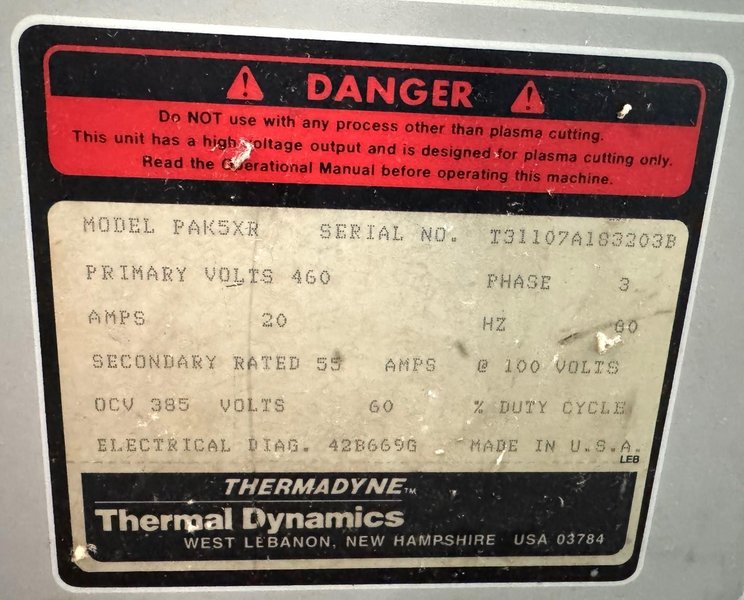 DANGER
Do NOT use with any process other than plasma cutting.
This unit has a high voltage output and is designed for plasma cutting only.
Read the Operational Manual before operating this machine.
MODEL PAK5XR SERIAL NO. T31107A183203B
PRIMARY VOLTS 460 PHASE 3
AMPS 20 HZ 60
SECONDARY RATED 55 AMPS @ 100 VOLTS
OCV 385 VOLTS 60 % DUTY CYCLE
ELECTRICAL DIAG. 42B669G MADE IN U.S.A.
LEB
THERMADYNE™
Thermal Dynamics
WEST LEBANON, NEW HAMPSHIRE USA 03784